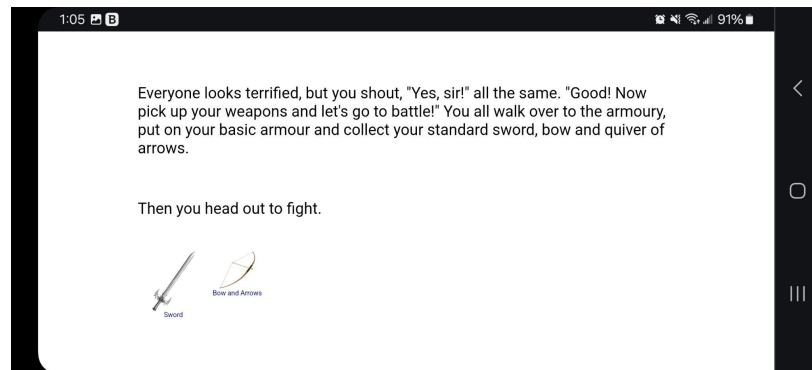 1:05 B 91%
Everyone looks terrified, but you shout, "Yes, sir!" all the same. "Good! Now
pick up your weapons and let's go to battle!" You all walk over to the armoury,
put on your basic armour and collect your standard sword, bow and quiver of
arrows.
Then you head out to fight.
Bow and Arrows
Sword